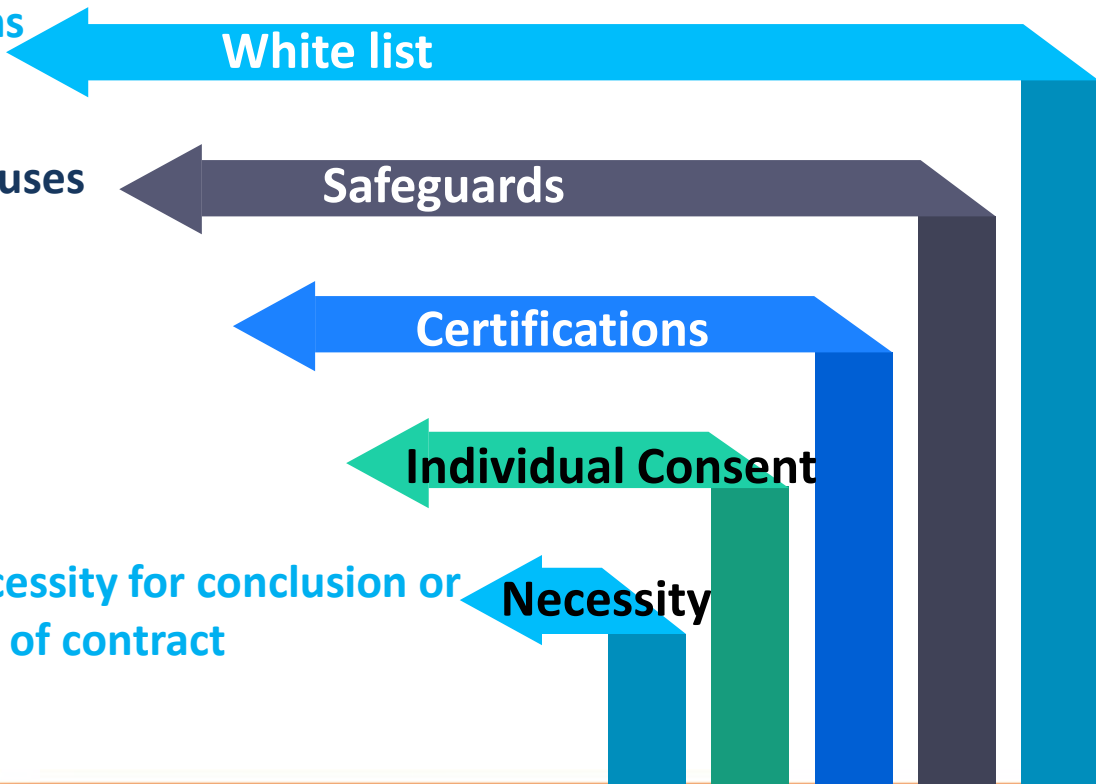 ns
White list
uses
Safeguards
Certifications
Individual Consent
cessity for conclusion or
Necessity
of contract